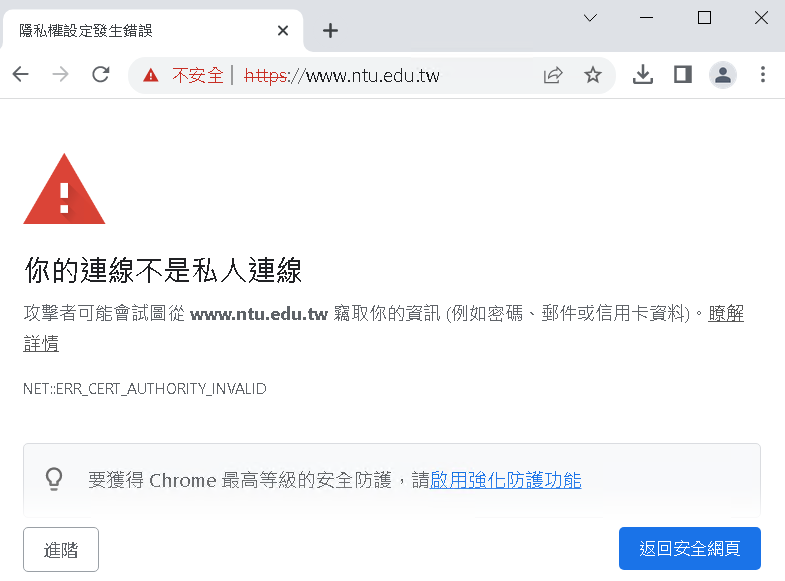 隱私權設定發生錯誤
不安全 | https://www.ntu.edu.tw
你的連線不是私人連線
攻擊者可能會試圖從 www.ntu.edu.tw 竊取你的資訊 (例如密碼、郵件或信用卡資料)。瞭解
詳情
NET::ERR_CERT_AUTHORITY_INVALID
要獲得 Chrome 最高等級的安全防護，請啟用強化防護功能
進階
返回安全網頁